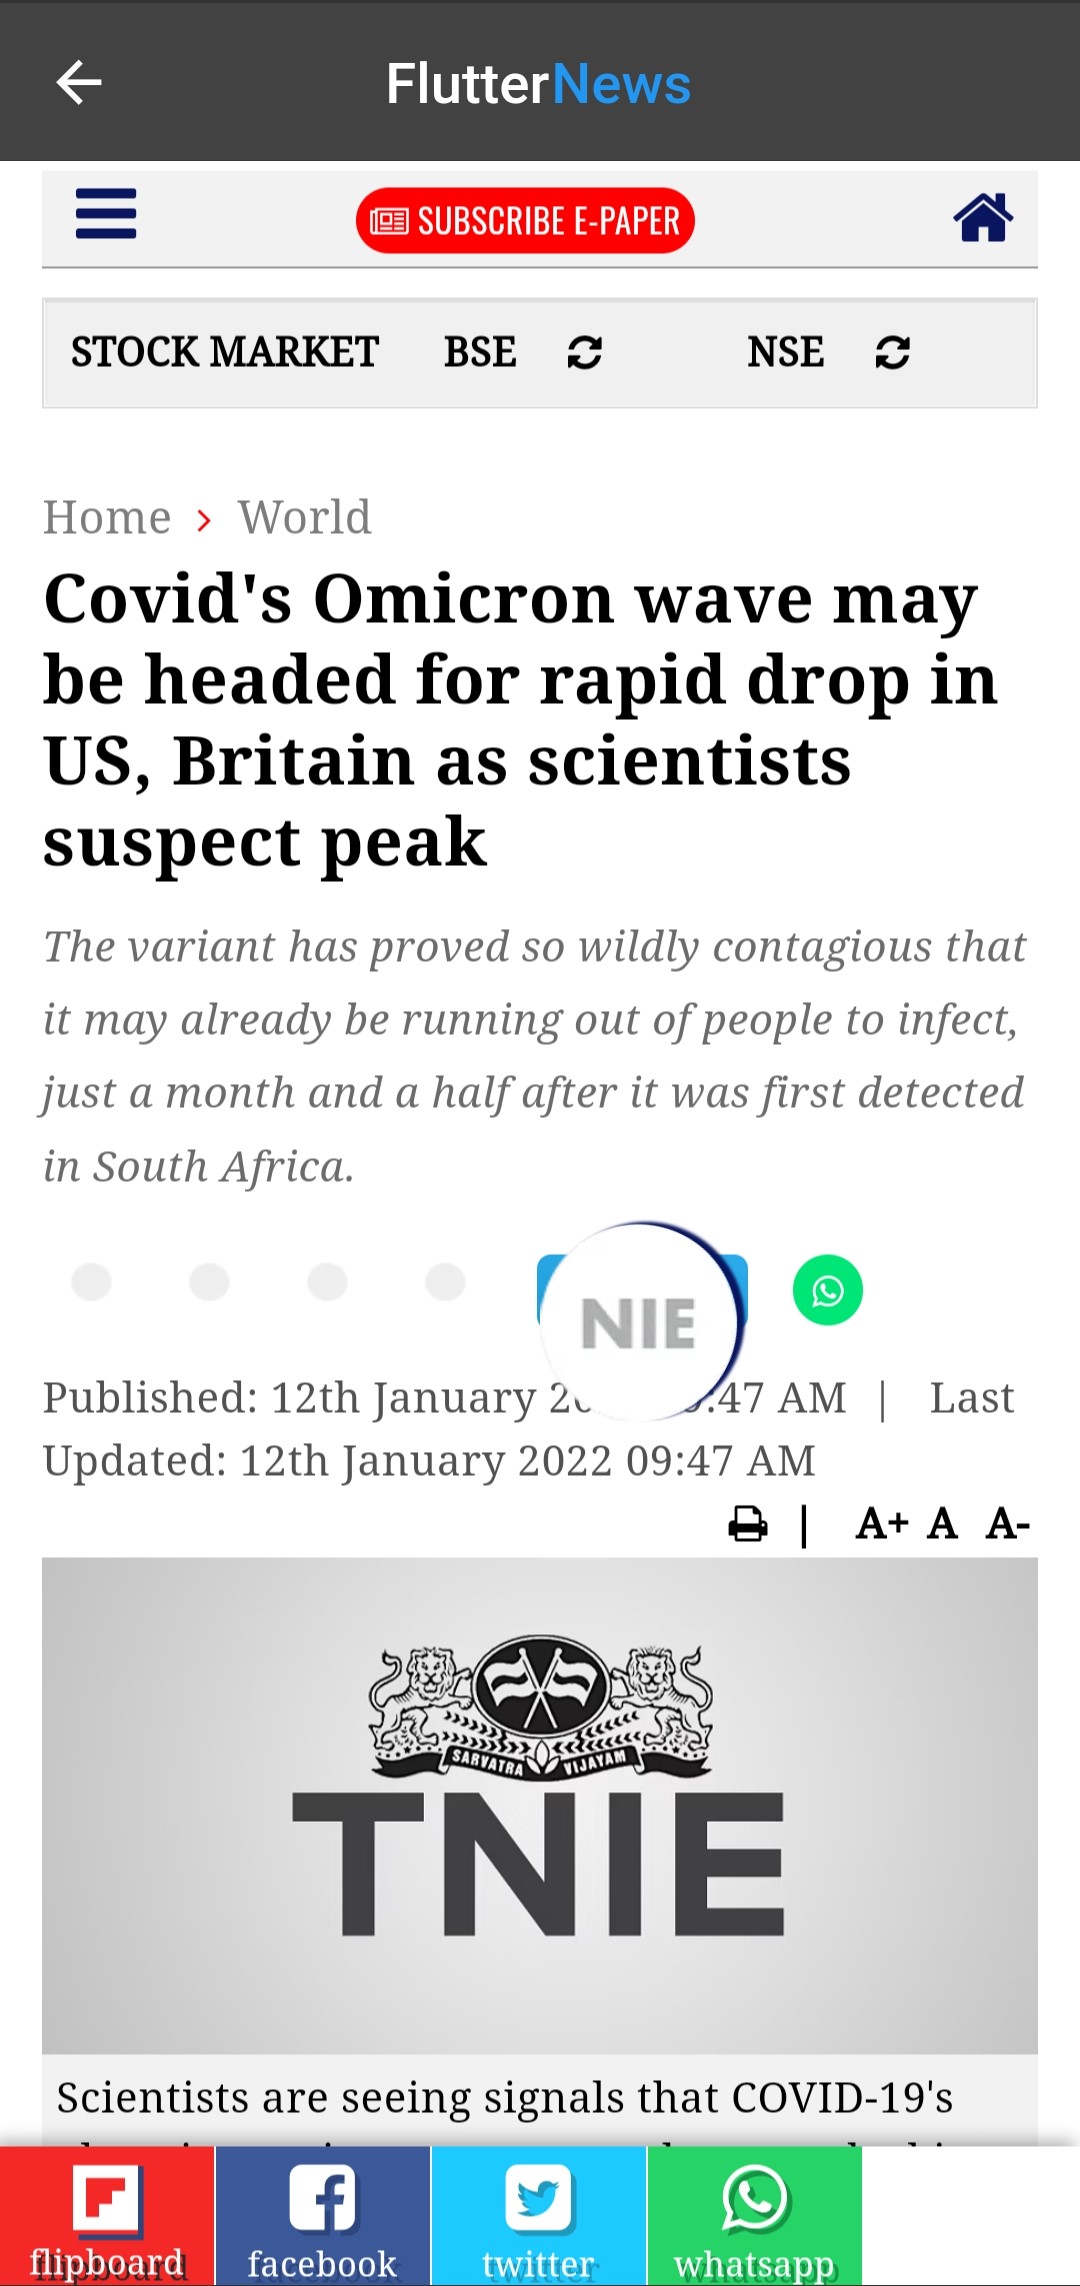 FlutterNews
SUBSCRIBE E-PAPER
STOCK MARKET BSE NSE
Home > World
Covid's Omicron wave may
be headed for rapid drop in
US, Britain as scientists
suspect peak
The variant has proved so wildly contagious that
it may already be running out of people to infect,
just a month and a half after it was first detected
in South Africa.
NIE
Published: 12th January :47 AM | Last
Updated: 12th January 2022 09:47 AM
| A+ A A-
SARVATRA VIJAYAM
TNIE
Scientists are seeing signals that COVID-19's
flipboard facebook twitter whatsapp